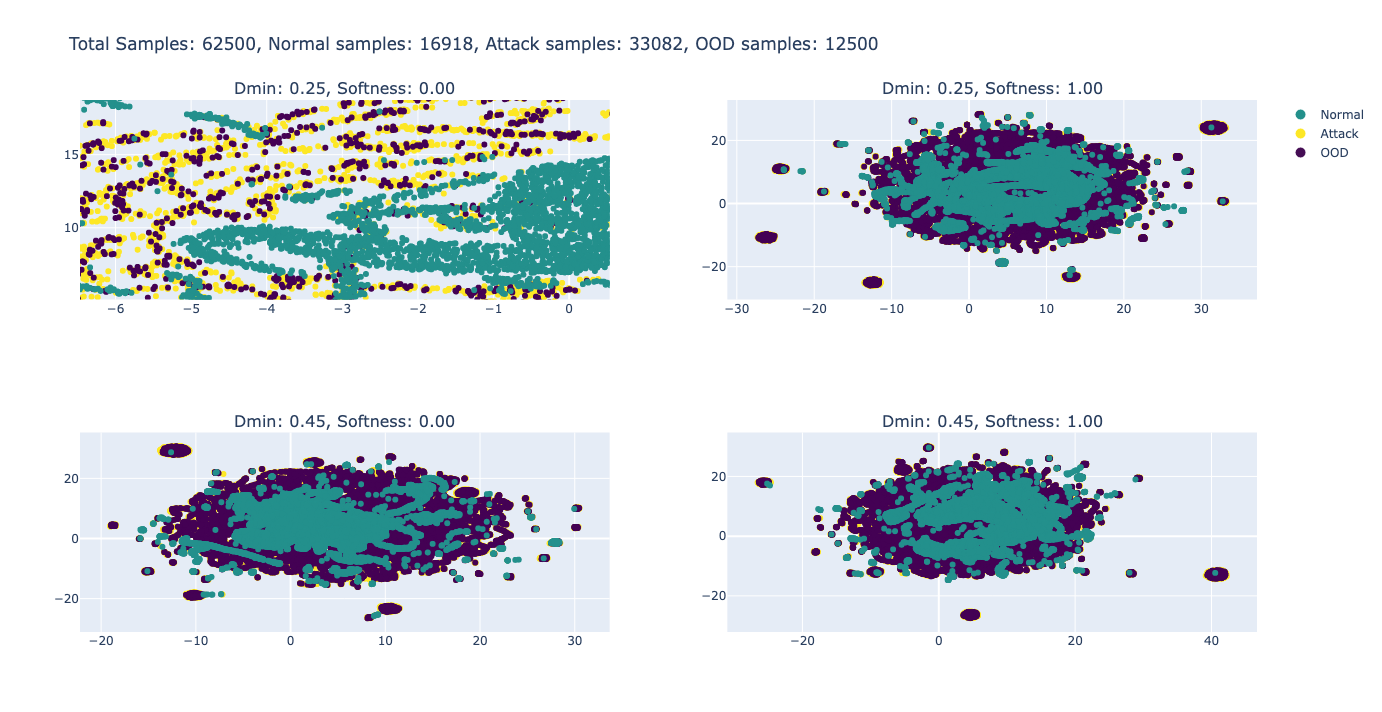 Total Samples: 62500, Normal samples: 16918, Attack samples: 33082, OOD samples: 12500
Dmin: 0.25, Softness: 0.00
15
10
−6 −5 −4 −3 −2 −1 0
Dmin: 0.25, Softness: 1.00
20
0
−20
−30 −20 −10 0 10 20 30
Normal
Attack
OOD
Dmin: 0.45, Softness: 0.00
20
0
−20
−20 −10 0 10 20 30
Dmin: 0.45, Softness: 1.00
20
0
−20
−20 0 20 40